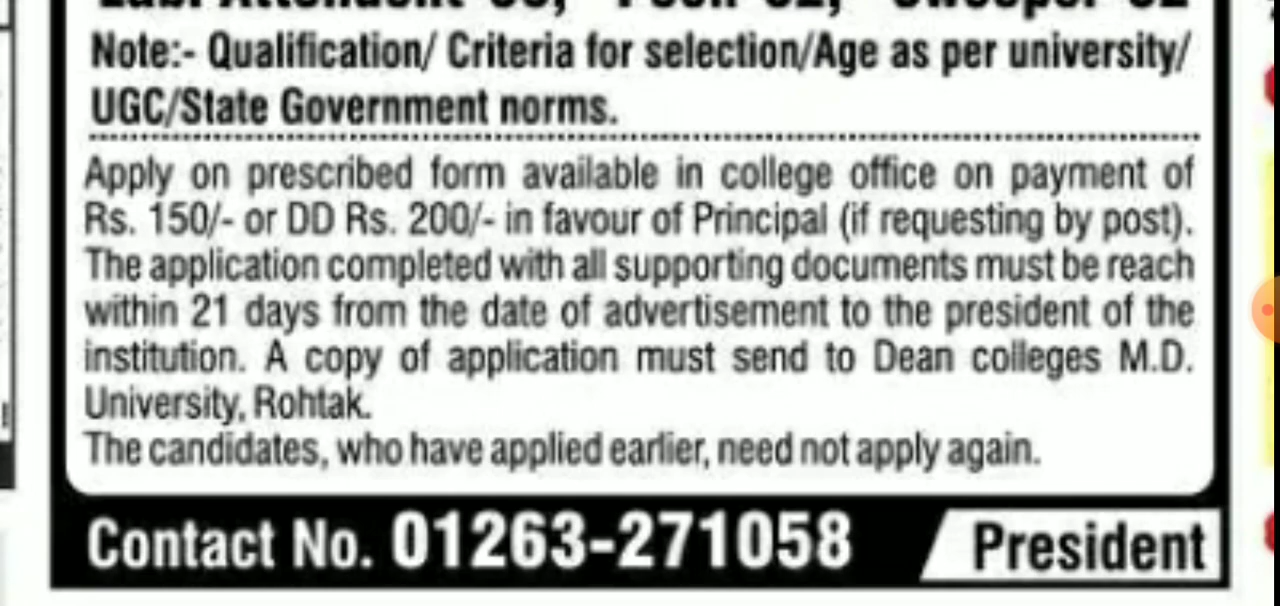 Lab. Attendent Peon Sweeper
Note:- Qualification/ Criteria for selection/Age as per university/
UGC/State Government norms.
Apply on prescribed form available in college office on payment of
Rs. 150/- or DD Rs. 200/- in favour of Principal (if requesting by post).
The application completed with all supporting documents must be reach
within 21 days from the date of advertisement to the president of the
institution. A copy of application must send to Dean colleges M.D.
University, Rohtak.
The candidates, who have applied earlier, need not apply again.
Contact No. 01263-271058 President